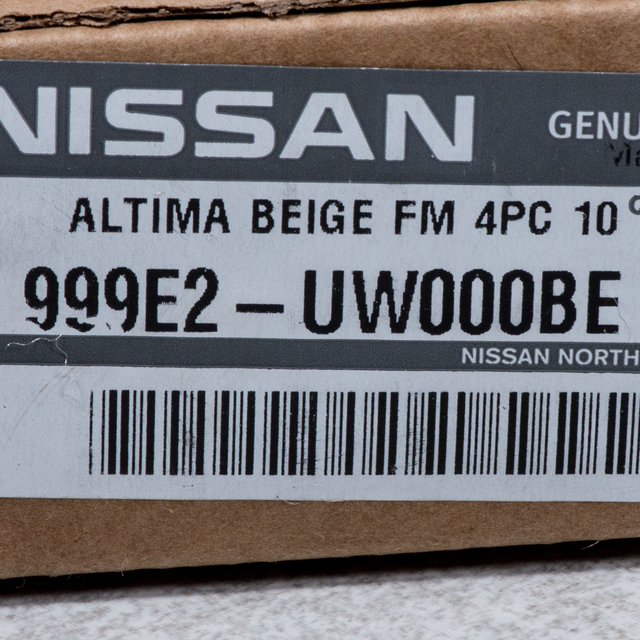 NISSAN GENU
ALTIMA BEIGE FM 4PC 10
999E2-UW000BE
NISSAN NORTH